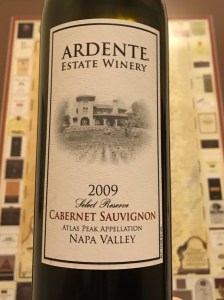 ARDENTE
ESTATE WINERY
2009
Select Reserve
CABERNET SAUVIGNON
ATLAS PEAK APPELLATION
NAPA VALLEY